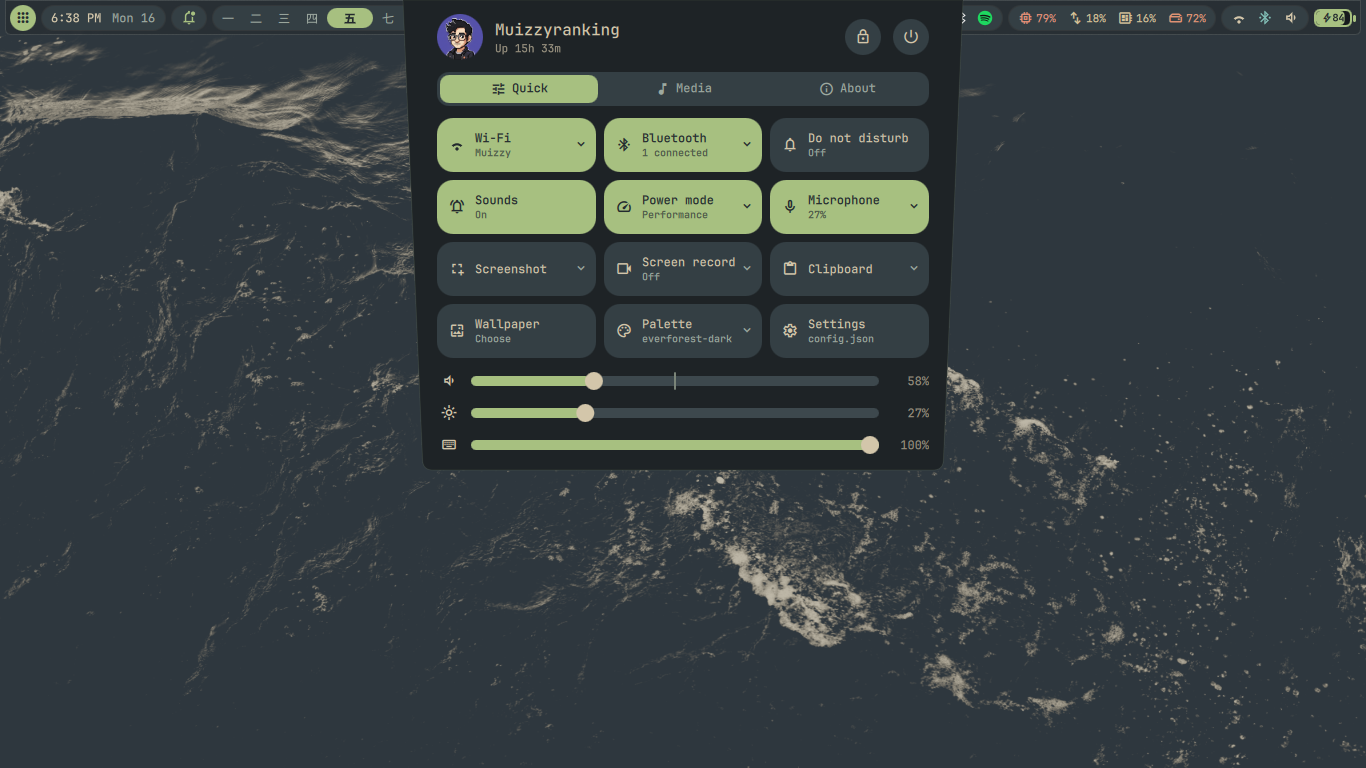 6:38 PM Mon 16
一 二 三 四 五 七
79% 18% 16% 72%
84
Muizzyranking
Up 15h 33m
Quick Media About
Wi-Fi
Muizzy
Bluetooth
1 connected
Do not disturb
Off
Sounds
On
Power mode
Performance
Microphone
27%
Screenshot
Screen record
Off
Clipboard
Wallpaper
Choose
Palette
everforest-dark
Settings
config.json
58%
27%
100%